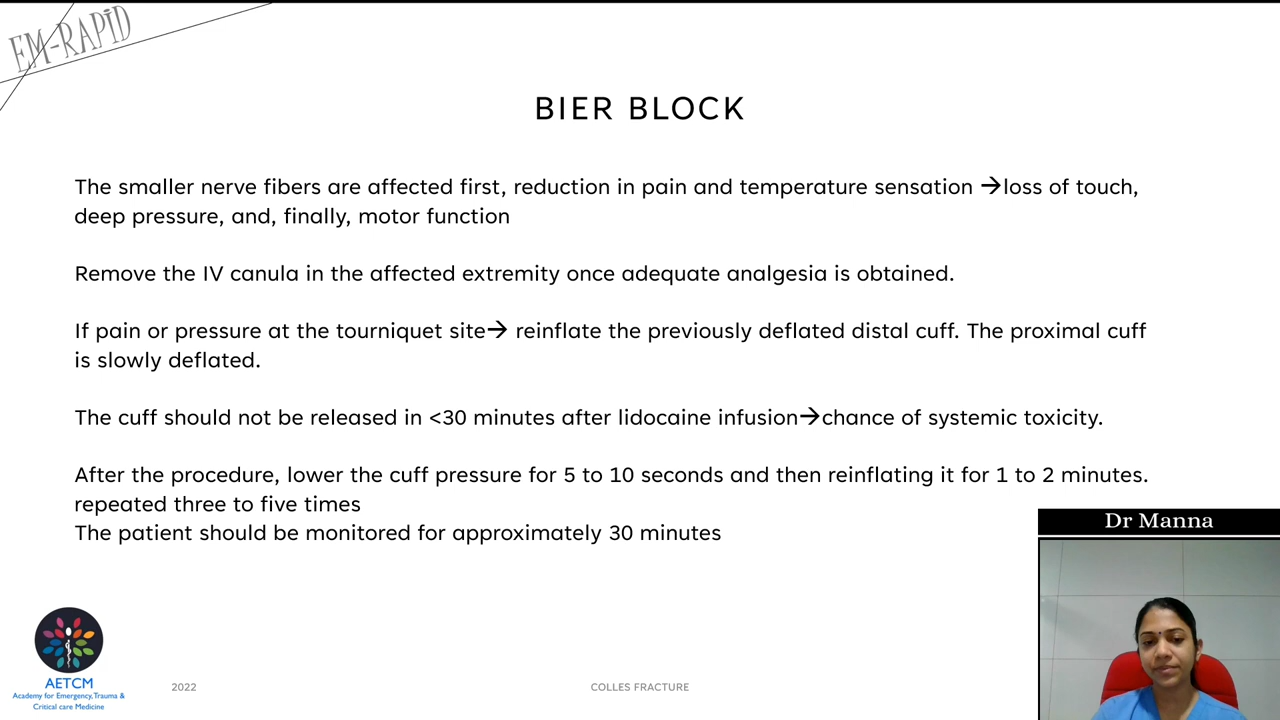 EM-RAPID
BIER BLOCK
The smaller nerve fibers are affected first, reduction in pain and temperature sensation →loss of touch,
deep pressure, and, finally, motor function
Remove the IV canula in the affected extremity once adequate analgesia is obtained.
If pain or pressure at the tourniquet site→ reinflate the previously deflated distal cuff. The proximal cuff
is slowly deflated.
The cuff should not be released in <30 minutes after lidocaine infusion→chance of systemic toxicity.
After the procedure, lower the cuff pressure for 5 to 10 seconds and then reinflating it for 1 to 2 minutes.
repeated three to five times
The patient should be monitored for approximately 30 minutes
Dr Manna
AETCM
Academy for Emergency,Trauma &
Critical care Medicine
2022
COLLES FRACTURE